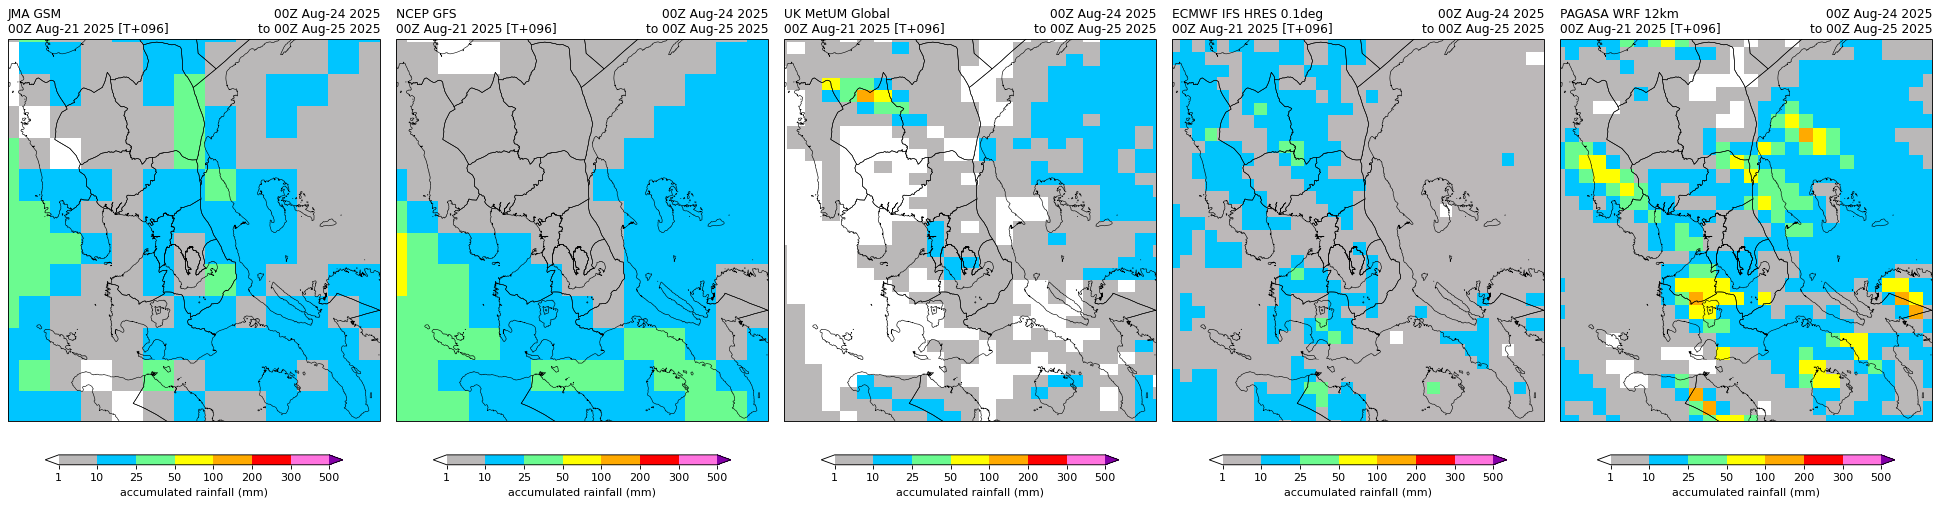 JMA GSM 00Z Aug-24 2025
00Z Aug-21 2025 [T+096] to 00Z Aug-25 2025
1 10 25 50 100 200 300 500
accumulated rainfall (mm)
NCEP GFS 00Z Aug-24 2025
00Z Aug-21 2025 [T+096] to 00Z Aug-25 2025
1 10 25 50 100 200 300 500
accumulated rainfall (mm)
UK MetUM Global 00Z Aug-24 2025
00Z Aug-21 2025 [T+096] to 00Z Aug-25 2025
1 10 25 50 100 200 300 500
accumulated rainfall (mm)
ECMWF IFS HRES 0.1deg 00Z Aug-24 2025
00Z Aug-21 2025 [T+096] to 00Z Aug-25 2025
1 10 25 50 100 200 300 500
accumulated rainfall (mm)
PAGASA WRF 12km 00Z Aug-24 2025
00Z Aug-21 2025 [T+096] to 00Z Aug-25 2025
1 10 25 50 100 200 300 500
accumulated rainfall (mm)